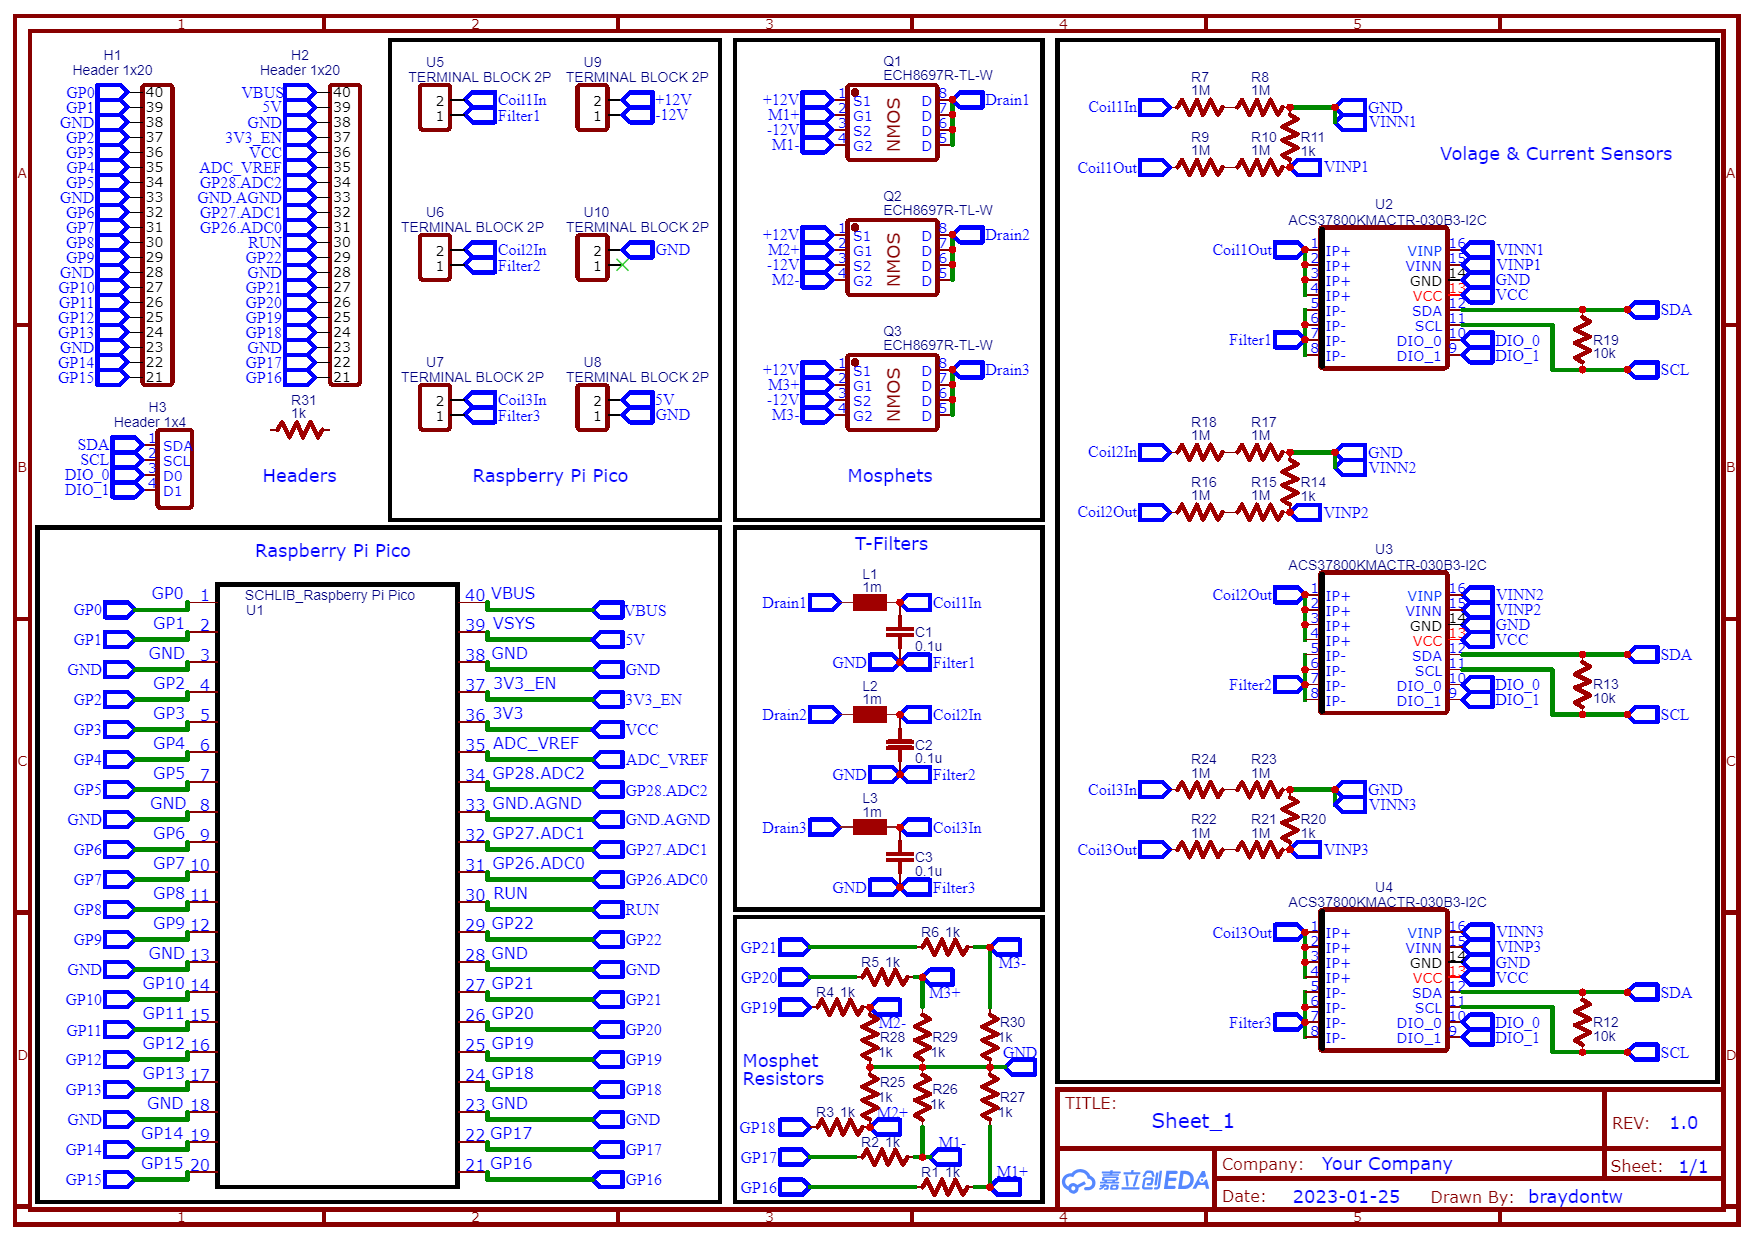 1 2 3 4 5
A B C D
H1
Header 1x20
GP0 40
GP1 39
GND 38
GP2 37
GP3 36
GP4 35
GP5 34
GND 33
GP6 32
GP7 31
GP8 30
GP9 29
GND 28
GP10 27
GP11 26
GP12 25
GP13 24
GND 23
GP14 22
GP15 21
H2
Header 1x20
VBUS 40
5V 39
GND 38
3V3_EN 37
VCC 36
ADC_VREF 35
GP28.ADC2 34
GND.AGND 33
GP27.ADC1 32
GP26.ADC0 31
RUN 30
GP22 29
GND 28
GP21 27
GP20 26
GP19 25
GP18 24
GND 23
GP17 22
GP16 21
H3
Header 1x4
SDA 1 SDA
SCL 2 SCL
DIO_0 3 D0
DIO_1 4 D1
R31
1k
Headers
U5
TERMINAL BLOCK 2P
2 Coil1In
1 Filter1
U9
TERMINAL BLOCK 2P
2 +12V
1 -12V
U6
TERMINAL BLOCK 2P
2 Coil2In
1 Filter2
U10
TERMINAL BLOCK 2P
2 GND
1
U7
TERMINAL BLOCK 2P
2 Coil3In
1 Filter3
U8
TERMINAL BLOCK 2P
2 5V
1 GND
Raspberry Pi Pico
Q1
ECH8697R-TL-W
+12V 1 S1 D 8 Drain1
M1+ 2 G1 D 7
-12V 3 S2 D 6
M1- 4 G2 D 5
NMOS
Q2
ECH8697R-TL-W
+12V 1 S1 D 8 Drain2
M2+ 2 G1 D 7
-12V 3 S2 D 6
M2- 4 G2 D 5
NMOS
Q3
ECH8697R-TL-W
+12V 1 S1 D 8 Drain3
M3+ 2 G1 D 7
-12V 3 S2 D 6
M3- 4 G2 D 5
NMOS
Mosphets
Volage & Current Sensors
R7 R8
1M 1M
Coil1In GND
VINN1
R9 R10 R11
1M 1M 1k
Coil1Out VINP1
U2
ACS37800KMACTR-030B3-I2C
Coil1Out 1 IP+ VINP 16 VINN1
2 IP+ VINN 15 VINP1
3 IP+ GND 14 GND
4 IP+ VCC 13 VCC
5 IP- SDA 12 SDA
6 IP- SCL 11
Filter1 7 IP- DIO_0 10 DIO_0
8 IP- DIO_1 9 DIO_1
R19
10k
SCL
R18 R17
1M 1M
Coil2In GND
VINN2
R16 R15 R14
1M 1M 1k
Coil2Out VINP2
U3
ACS37800KMACTR-030B3-I2C
Coil2Out 1 IP+ VINP 16 VINN2
2 IP+ VINN 15 VINP2
3 IP+ GND 14 GND
4 IP+ VCC 13 VCC
5 IP- SDA 12 SDA
6 IP- SCL 11
Filter2 7 IP- DIO_0 10 DIO_0
8 IP- DIO_1 9 DIO_1
R13
10k
SCL
R24 R23
1M 1M
Coil3In GND
VINN3
R22 R21 R20
1M 1M 1k
Coil3Out VINP3
U4
ACS37800KMACTR-030B3-I2C
Coil3Out 1 IP+ VINP 16 VINN3
2 IP+ VINN 15 VINP3
3 IP+ GND 14 GND
4 IP+ VCC 13 VCC
5 IP- SDA 12 SDA
6 IP- SCL 11
Filter3 7 IP- DIO_0 10 DIO_0
8 IP- DIO_1 9 DIO_1
R12
10k
SCL
Raspberry Pi Pico
SCHLIB_Raspberry Pi Pico
U1
GP0 GP0 1 40 VBUS VBUS
GP1 GP1 2 39 VSYS 5V
GND GND 3 38 GND GND
GP2 GP2 4 37 3V3_EN 3V3_EN
GP3 GP3 5 36 3V3 VCC
GP4 GP4 6 35 ADC_VREF ADC_VREF
GP5 GP5 7 34 GP28.ADC2 GP28.ADC2
GND GND 8 33 GND.AGND GND.AGND
GP6 GP6 9 32 GP27.ADC1 GP27.ADC1
GP7 GP7 10 31 GP26.ADC0 GP26.ADC0
GP8 GP8 11 30 RUN RUN
GP9 GP9 12 29 GP22 GP22
GND GND 13 28 GND GND
GP10 GP10 14 27 GP21 GP21
GP11 GP11 15 26 GP20 GP20
GP12 GP12 16 25 GP19 GP19
GP13 GP13 17 24 GP18 GP18
GND GND 18 23 GND GND
GP14 GP14 19 22 GP17 GP17
GP15 GP15 20 21 GP16 GP16
T-Filters
L1
1m
Drain1 Coil1In
C1
0.1u
GND Filter1
L2
1m
Drain2 Coil2In
C2
0.1u
GND Filter2
L3
1m
Drain3 Coil3In
C3
0.1u
GND Filter3
GP21 R6 1k M3-
GP20 R5 1k M3+
GP19 R4 1k M2-
R28 R29 R30
1k 1k 1k
GND
Mosphet
Resistors
R25 R26 R27
1k 1k 1k
GP18 R3 1k M2+
GP17 R2 1k M1-
GP16 R1 1k M1+
TITLE:
Sheet_1
REV: 1.0
嘉立创EDA
Company: Your Company
Sheet: 1/1
Date: 2023-01-25 Drawn By: braydontw
1 2 3 4 5
A B C D